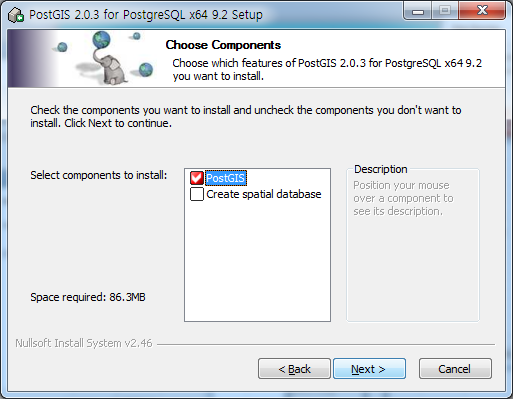 PostGIS 2.0.3 for PostgreSQL x64 9.2 Setup
Choose Components
Choose which features of PostGIS 2.0.3 for PostgreSQL x64 9.2
you want to install.
Check the components you want to install and uncheck the components you don't want to
install. Click Next to continue.
Select components to install:
PostGIS
Create spatial database
Description
Position your mouse
over a component to
see its description.
Space required: 86.3MB
Nullsoft Install System v2.46
< Back
Next >
Cancel